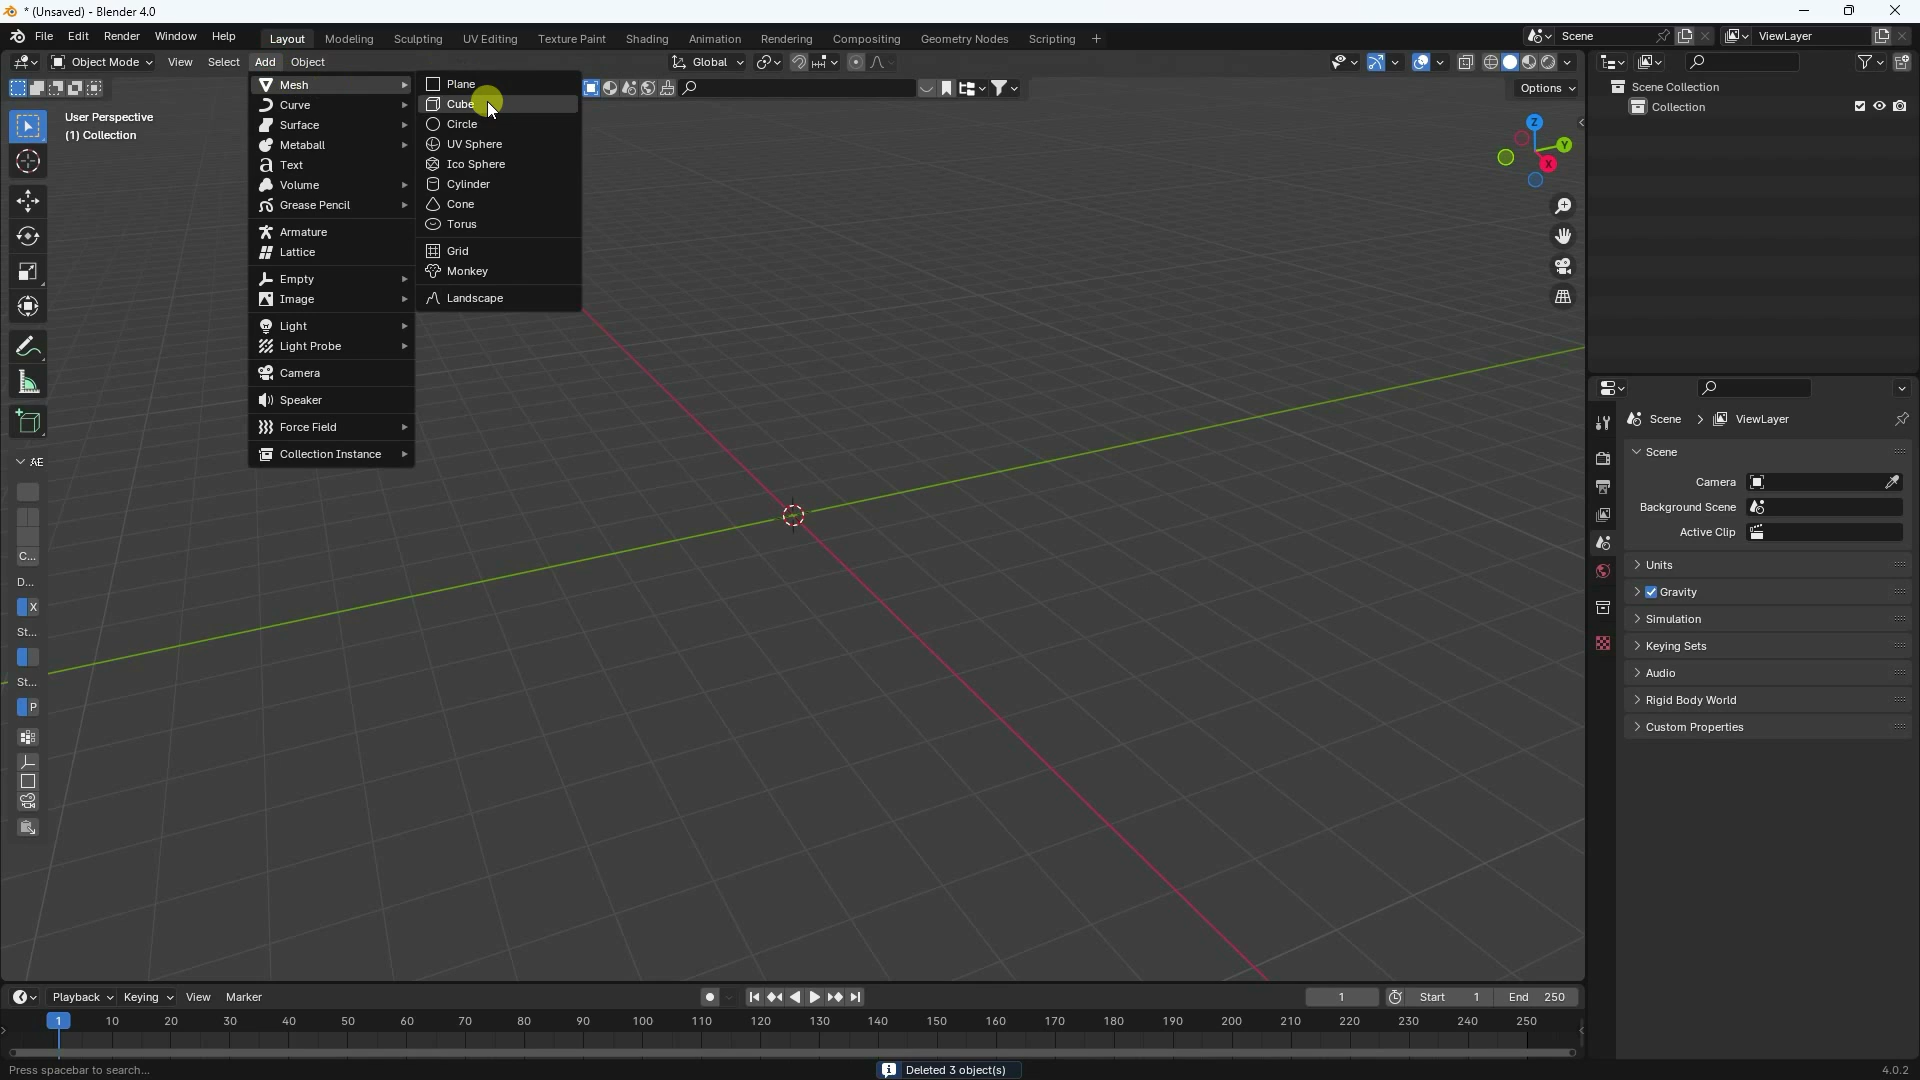 * (Unsaved) - Blender 4.0
File Edit Render Window Help
Layout Modeling Sculpting UV Editing Texture Paint Shading Animation Rendering Compositing Geometry Nodes Scripting +
Scene
ViewLayer
Object Mode View Select Add Object
Global
Options
User Perspective
(1) Collection
Mesh
Curve
Surface
Metaball
Text
Volume
Grease Pencil
Armature
Lattice
Empty
Image
Light
Light Probe
Camera
Speaker
Force Field
Collection Instance
Plane
Cube
Circle
UV Sphere
Ico Sphere
Cylinder
Cone
Torus
Grid
Monkey
Landscape
Z
Y
X
AE
C...
D...
X
St...
St...
P
Scene Collection
Collection
Scene > ViewLayer
Scene
Camera
Background Scene
Active Clip
Units
Gravity
Simulation
Keying Sets
Audio
Rigid Body World
Custom Properties
Playback Keying View Marker
1
Start 1
End 250
1 10 20 30 40 50 60 70 80 90 100 110 120 130 140 150 160 170 180 190 200 210 220 230 240 250
Press spacebar to search...
Deleted 3 object(s)
4.0.2